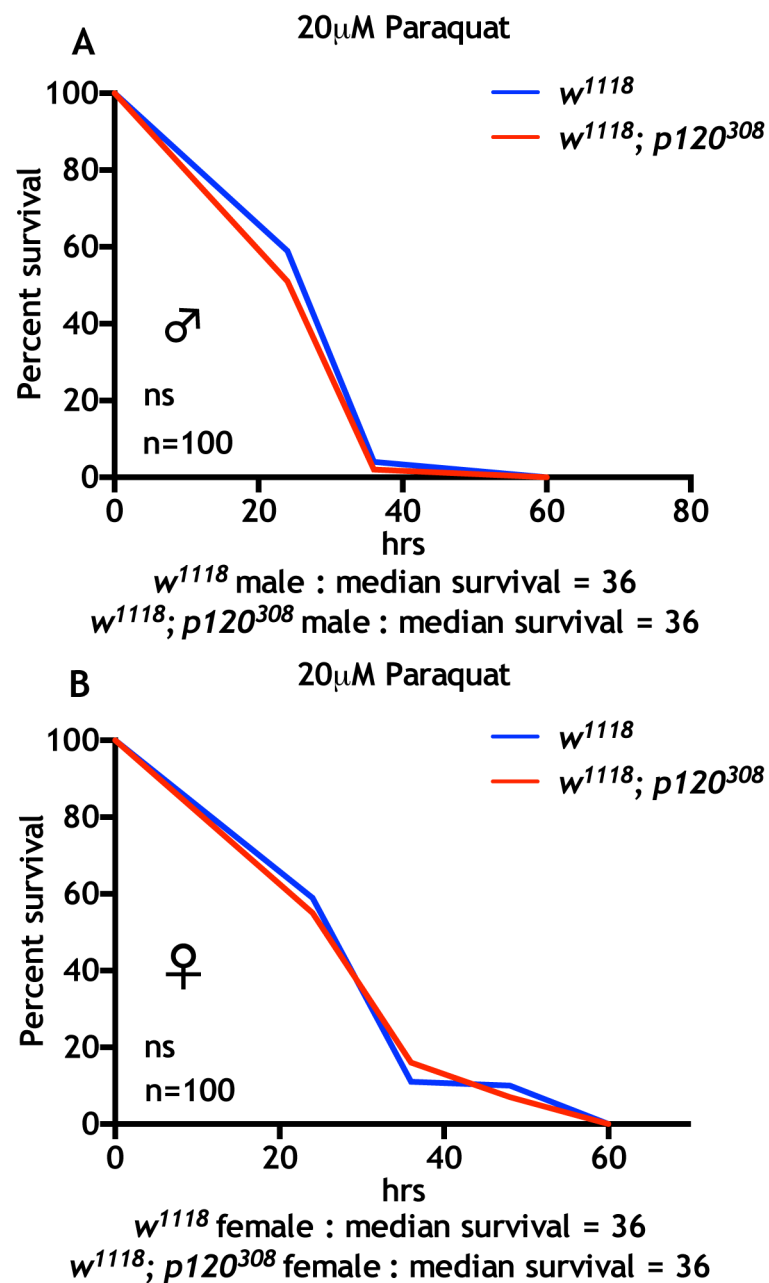 A
20μM Paraquat
w1118
w1118; p120308
Percent survival
100
80
60
40
20
0
♂
ns
n=100
0 20 40 60 80
hrs
w1118 male : median survival = 36
w1118; p120308 male : median survival = 36
B
20μM Paraquat
w1118
w1118; p120308
Percent survival
100
80
60
40
20
0
♀
ns
n=100
0 20 40 60
hrs
w1118 female : median survival = 36
w1118; p120308 female : median survival = 36